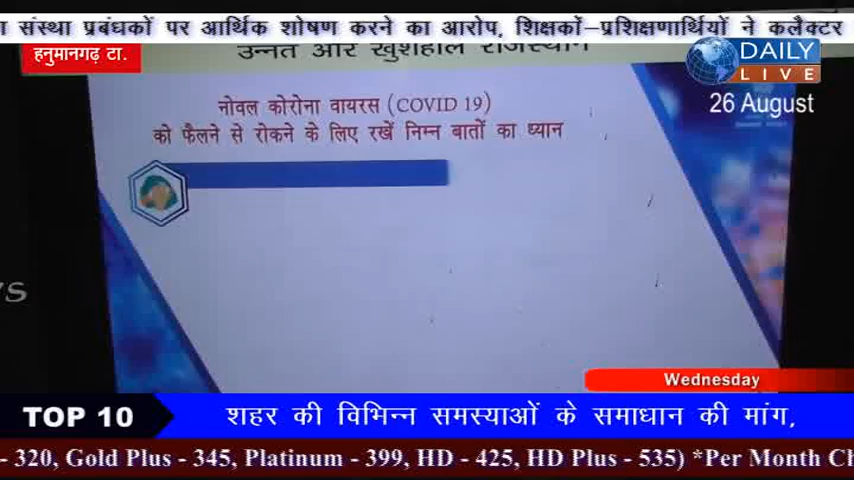 संस्था प्रबंधकों पर आर्थिक शोषण करने का आरोप, शिक्षकों–प्रशिक्षणार्थियों ने कलैक्टर
हनुमानगढ़ टा.
उन्नत और खुशहाल राजस्थान
DAILY
LIVE
26 August
नोवल कोरोना वायरस (COVID 19)
को फैलने से रोकने के लिए रखें निम्न बातों का ध्यान
Wednesday
TOP 10
शहर की विभिन्न समस्याओं के समाधान की मांग,
- 320, Gold Plus - 345, Platinum - 399, HD - 425, HD Plus - 535) *Per Month